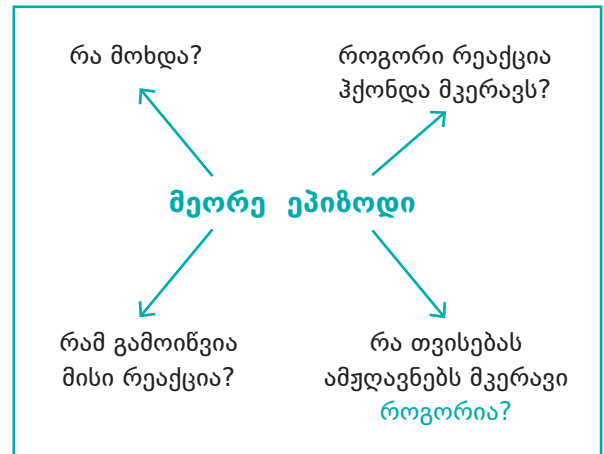 რა მოხდა?
როგორი რეაქცია
ჰქონდა მკერავს?
მეორე ეპიზოდი
რამ გამოიწვია
მისი რეაქცია?
რა თვისებას
ამჟღავნებს მკერავი
როგორია?